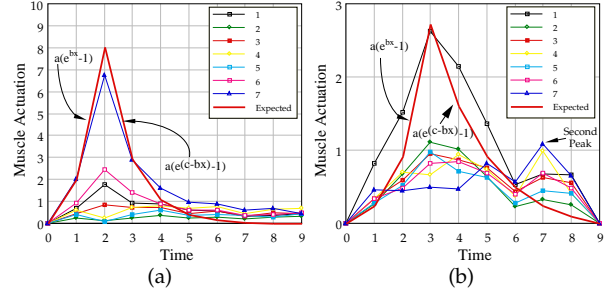 (a)
Muscle Actuation
10
9
8
7
6
5
4
3
2
1
0
0 1 2 3 4 5 6 7 8 9
Time
a(e^bx-1)
a(e^(c-bx)-1)
1
2
3
4
5
6
7
Expected
(a)
Muscle Actuation
3
2
1
0
0 1 2 3 4 5 6 7 8 9
Time
a(e^bx-1)
a(e^(c-bx)-1)
Second
Peak
1
2
3
4
5
6
7
Expected
(b)